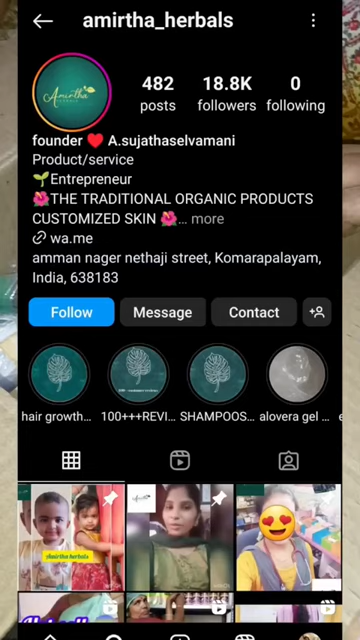 amirtha_herbals
Amirtha
HERBALS
482 18.8K 0
posts followers following
founder ❤️ A.sujathaselvamani
Product/service
🌱Entrepreneur
🌺THE TRADITIONAL ORGANIC PRODUCTS
CUSTOMIZED SKIN 🌺... more
wa.me
amman nager nethaji street, Komarapalayam,
India, 638183
Follow Message Contact
hair growth... 100+++REVI... SHAMPOOS... alovera gel ...
Amirtha herbals